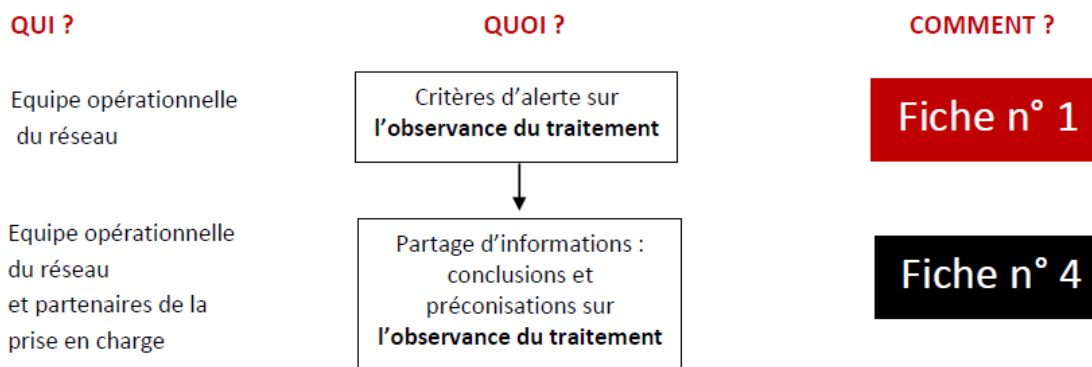 QUI ?
QUOI ?
COMMENT ?
Equipe opérationnelle
du réseau
Critères d'alerte sur
l'observance du traitement
Fiche n° 1
Equipe opérationnelle
du réseau
et partenaires de la
prise en charge
Partage d'informations :
conclusions et
préconisations sur
l'observance du traitement
Fiche n° 4